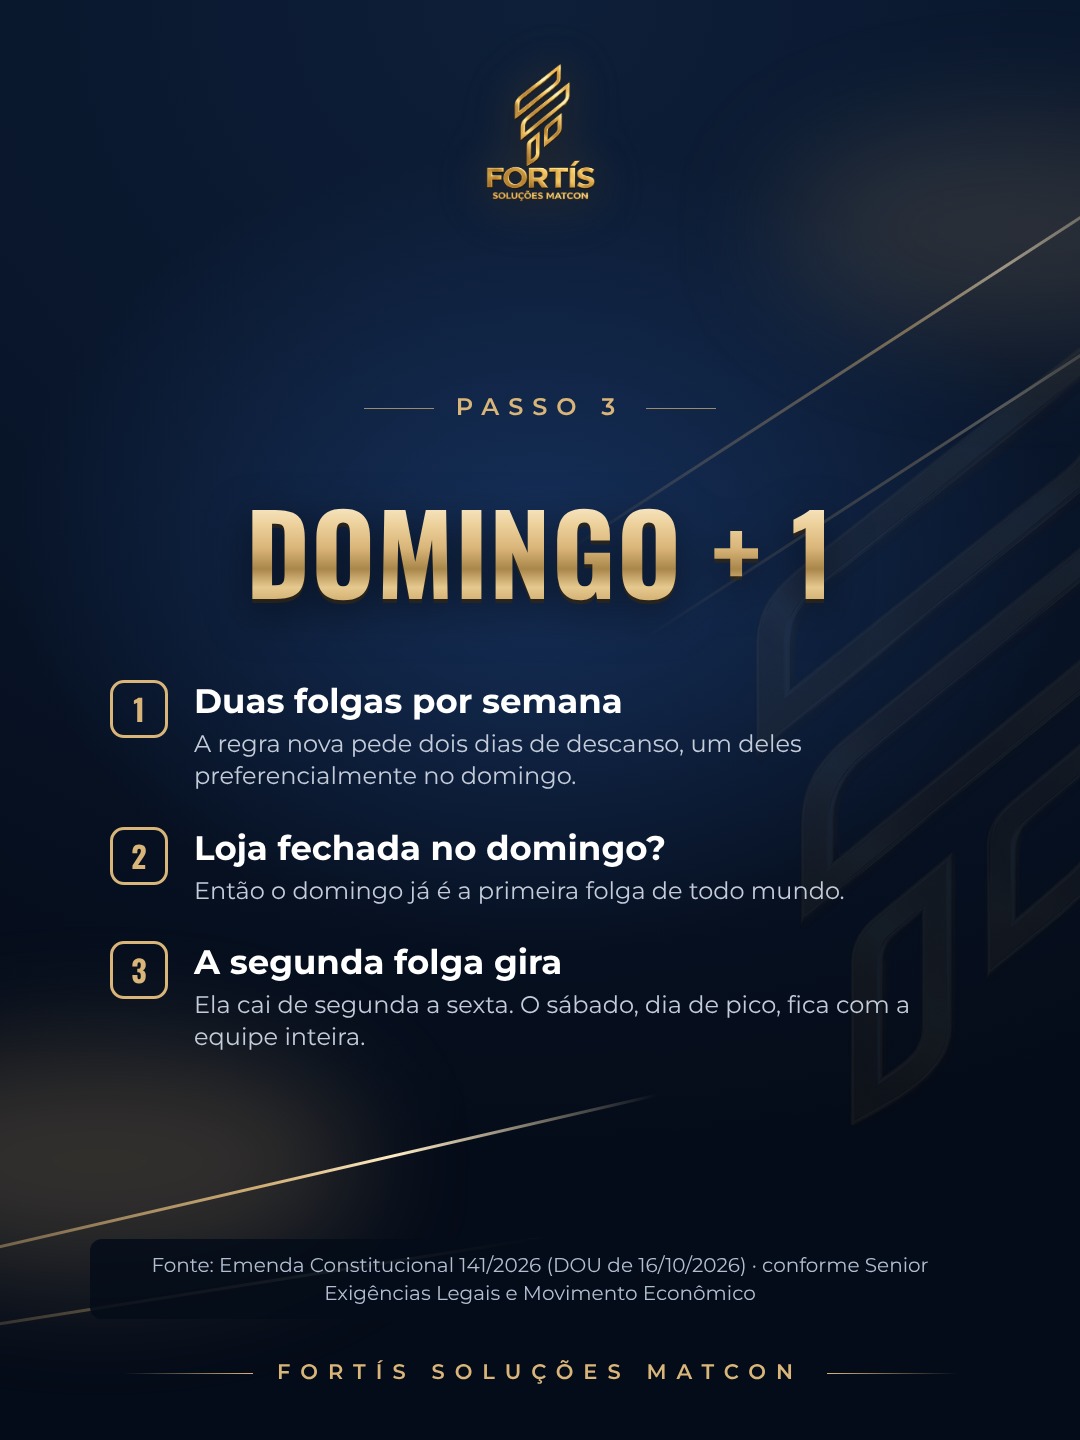 FORTÍS
SOLUÇÕES MATCON
PASSO 3
DOMINGO + 1
1
Duas folgas por semana
A regra nova pede dois dias de descanso, um deles
preferencialmente no domingo.
2
Loja fechada no domingo?
Então o domingo já é a primeira folga de todo mundo.
3
A segunda folga gira
Ela cai de segunda a sexta. O sábado, dia de pico, fica com a
equipe inteira.
Fonte: Emenda Constitucional 141/2026 (DOU de 16/10/2026) · conforme Senior
Exigências Legais e Movimento Econômico
FORTÍS SOLUÇÕES MATCON